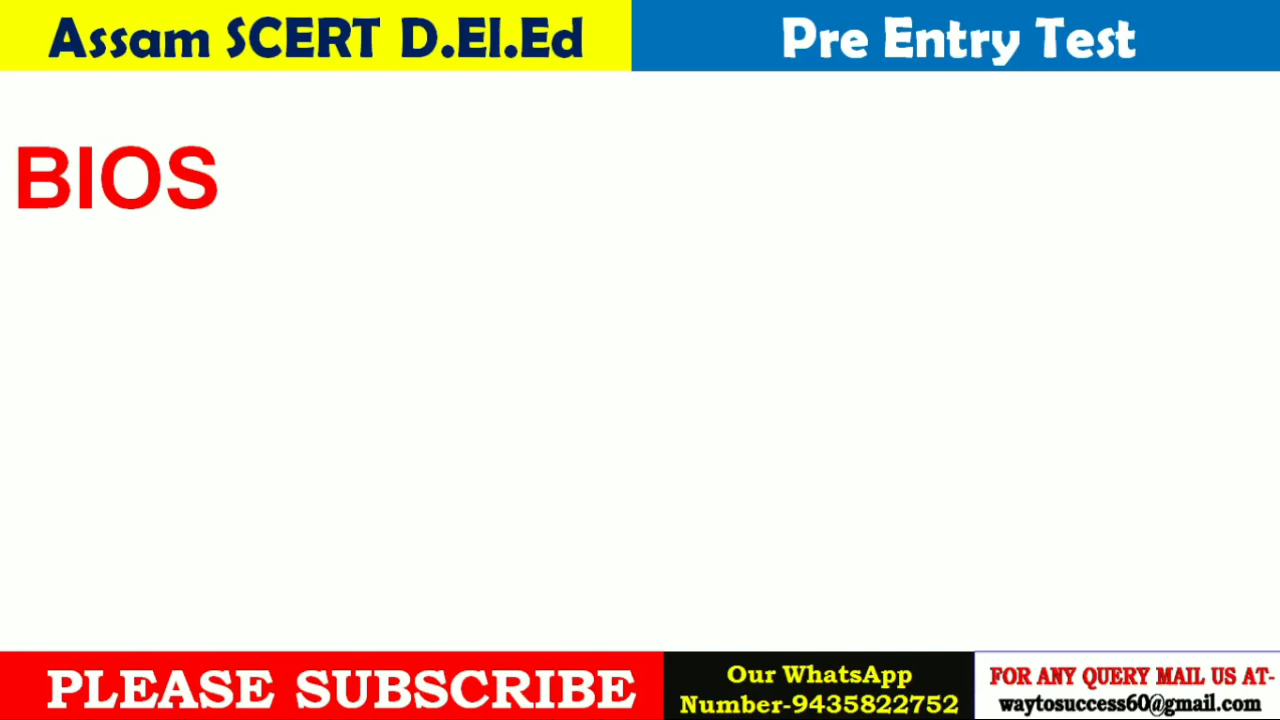 Assam SCERT D.El.Ed
Pre Entry Test
BIOS
PLEASE SUBSCRIBE
Our WhatsApp
Number-9435822752
FOR ANY QUERY MAIL US AT-
waytosuccess60@gmail.com